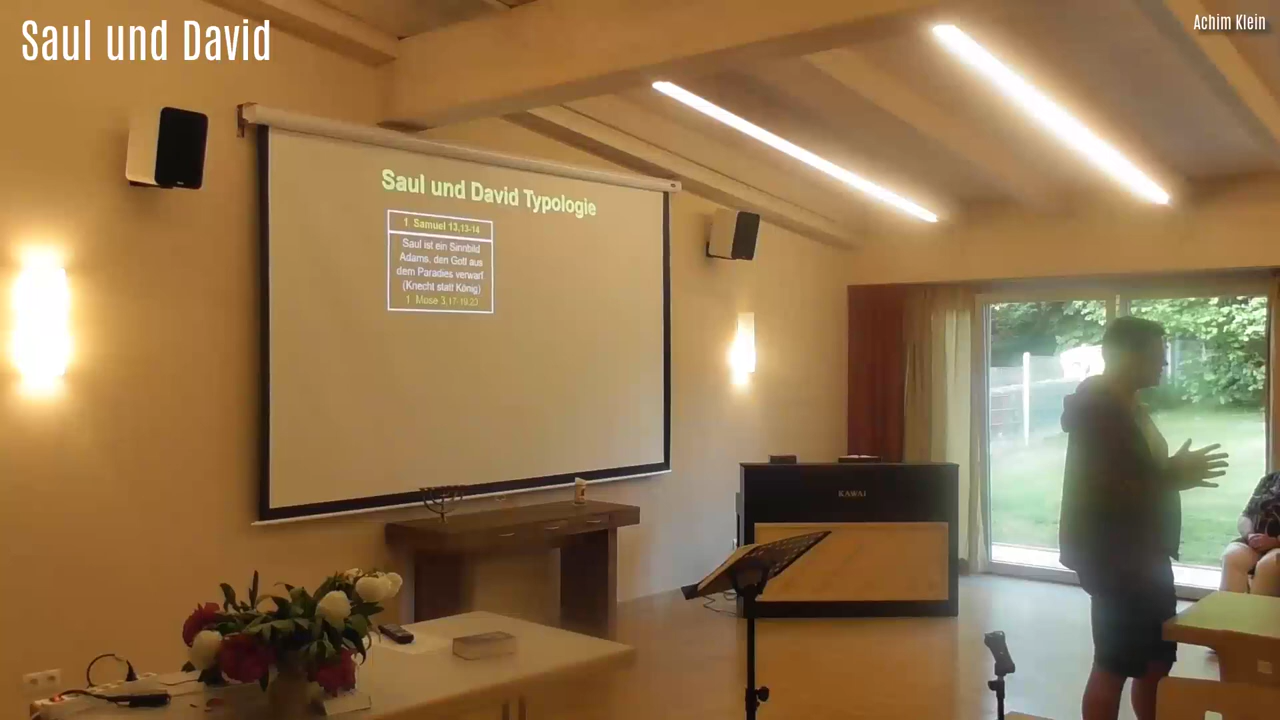 Saul und David
Achim Klein
Saul und David Typologie
1 Samuel 13,13-14
Saul ist ein Sinnbild
Adams, den Gott aus
dem Paradies verwarf
(Knecht statt König)
1 Mose 3,17-19.23
KAWAI